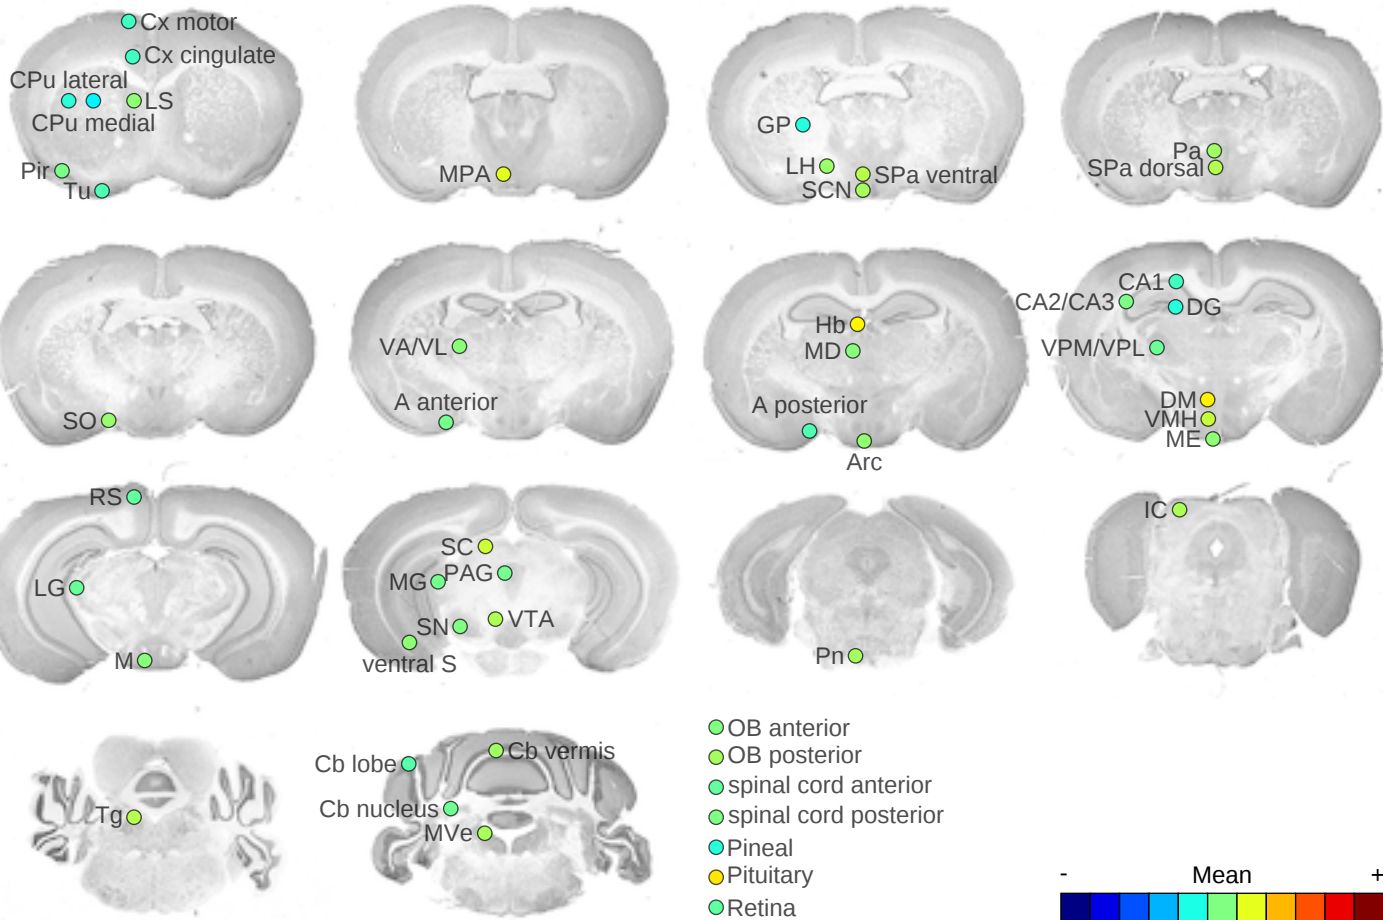 Cx motor
Cx cingulate
CPu lateral
LS
CPu medial
Pir
Tu
MPA
GP
LH
SPa ventral
SCN
Pa
SPa dorsal
SO
VA/VL
A anterior
Hb
MD
A posterior
Arc
CA1
CA2/CA3
DG
VPM/VPL
DM
VMH
ME
RS
LG
M
SC
MG
PAG
SN
VTA
ventral S
Pn
IC
Tg
Cb lobe
Cb vermis
Cb nucleus
MVe
OB anterior
OB posterior
spinal cord anterior
spinal cord posterior
Pineal
Pituitary
Retina
- Mean +